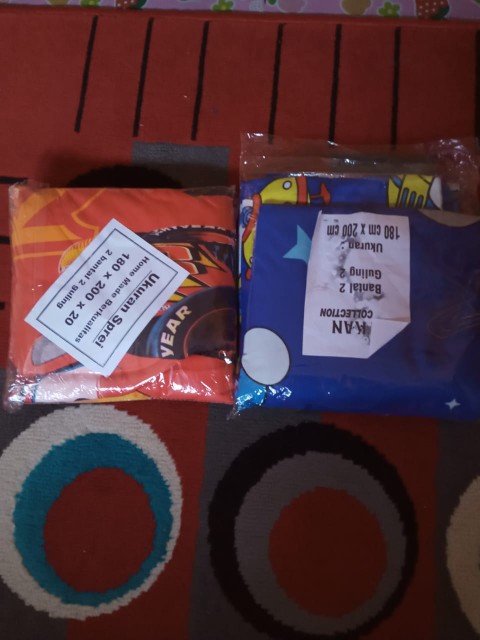 Ukuran Sprei
Home Made Berkualitas
180 x 200 x 20
2 bantal 2 guling
YEAR
KAN
COLLECTION
Bantal 2
Guling 2
Ukuran :
180 cm x 200 cm